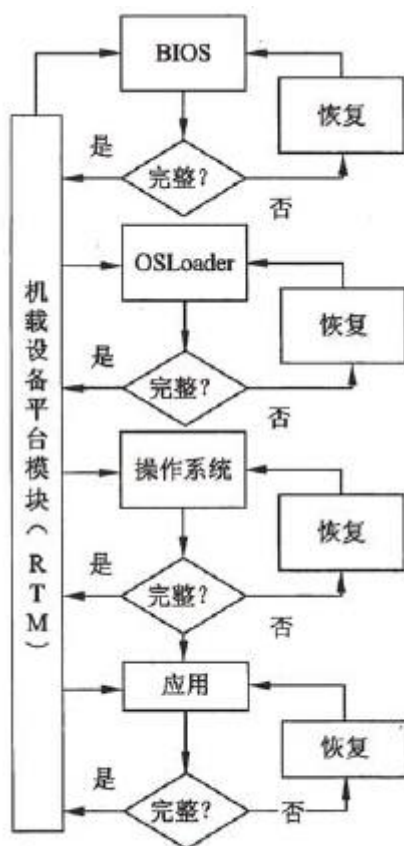 BIOS
恢复
是
完整?
否
机载设备平台模块(RTM)
OSLoader
恢复
是
完整?
否
操作系统
恢复
是
完整?
否
应用
恢复
是
完整?
否